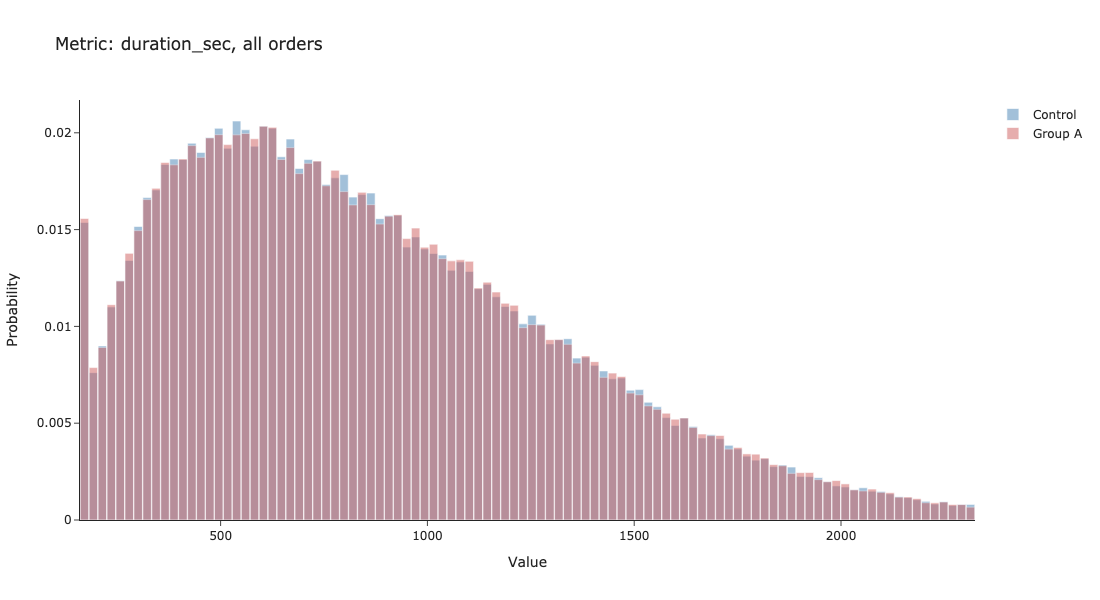 Metric: duration_sec, all orders
Control
Group A
0.02
0.015
0.01
0.005
0
Probability
500
1000
1500
2000
Value